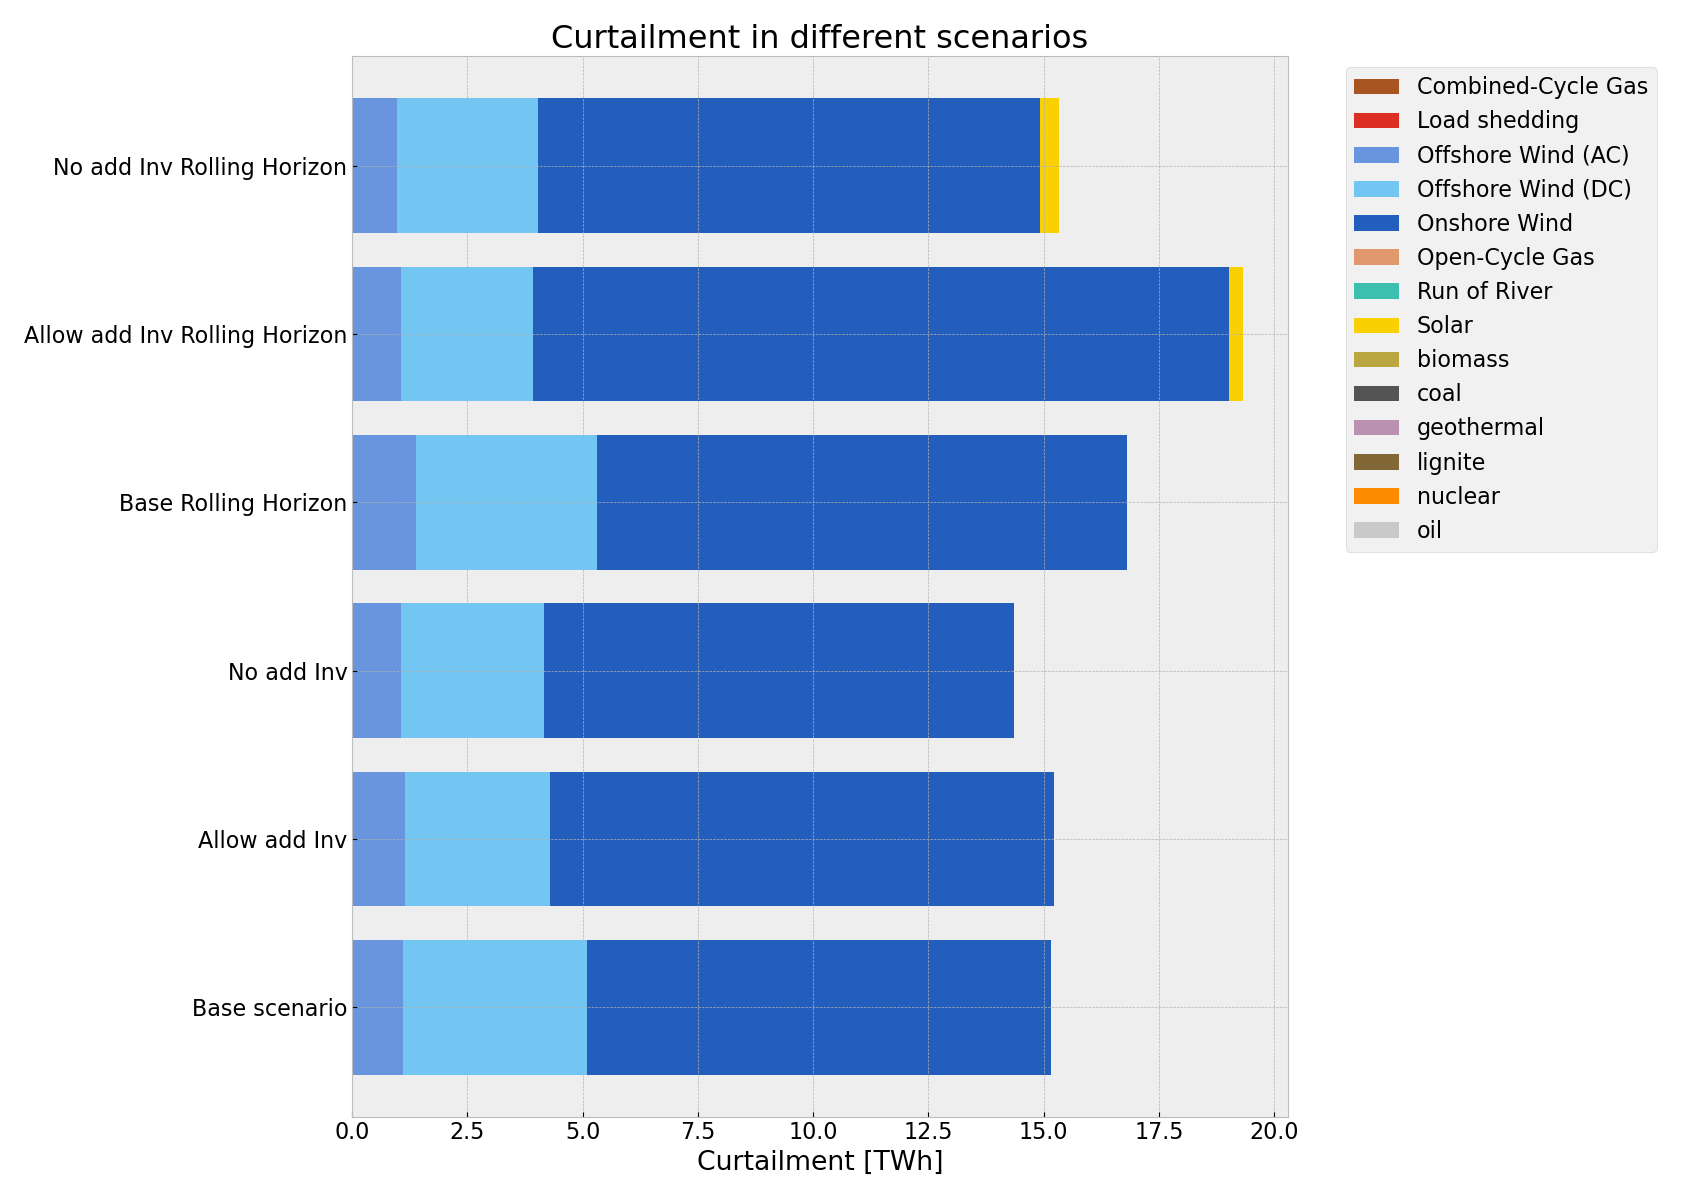 Curtailment in different scenarios
No add Inv Rolling Horizon
Allow add Inv Rolling Horizon
Base Rolling Horizon
No add Inv
Allow add Inv
Base scenario
0.0 2.5 5.0 7.5 10.0 12.5 15.0 17.5 20.0
Curtailment [TWh]
Combined-Cycle Gas
Load shedding
Offshore Wind (AC)
Offshore Wind (DC)
Onshore Wind
Open-Cycle Gas
Run of River
Solar
biomass
coal
geothermal
lignite
nuclear
oil